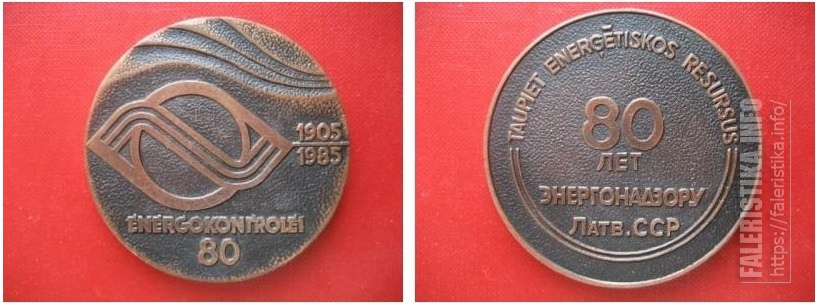 1905
1985
ENERGOKONTROLEI
80
TAUPIET ENERĢĒTISKOS RESURSUS
80
ЛЕТ
ЭНЕРГОНАДЗОРУ
ЛАТВ. ССР
FALERISTIKA.INFO
https://faleristika.info/